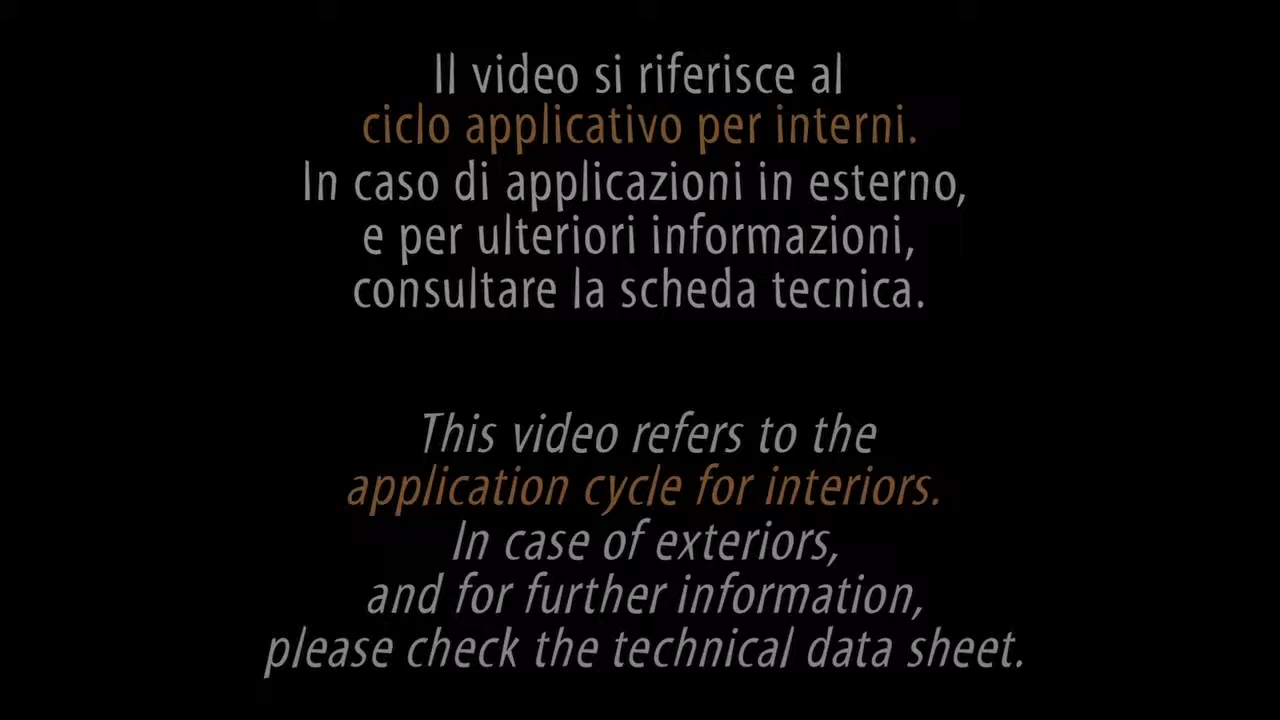 Il video si riferisce al
ciclo applicativo per interni.
In caso di applicazioni in esterno,
e per ulteriori informazioni,
consultare la scheda tecnica.
This video refers to the
application cycle for interiors.
In case of exteriors,
and for further information,
please check the technical data sheet.